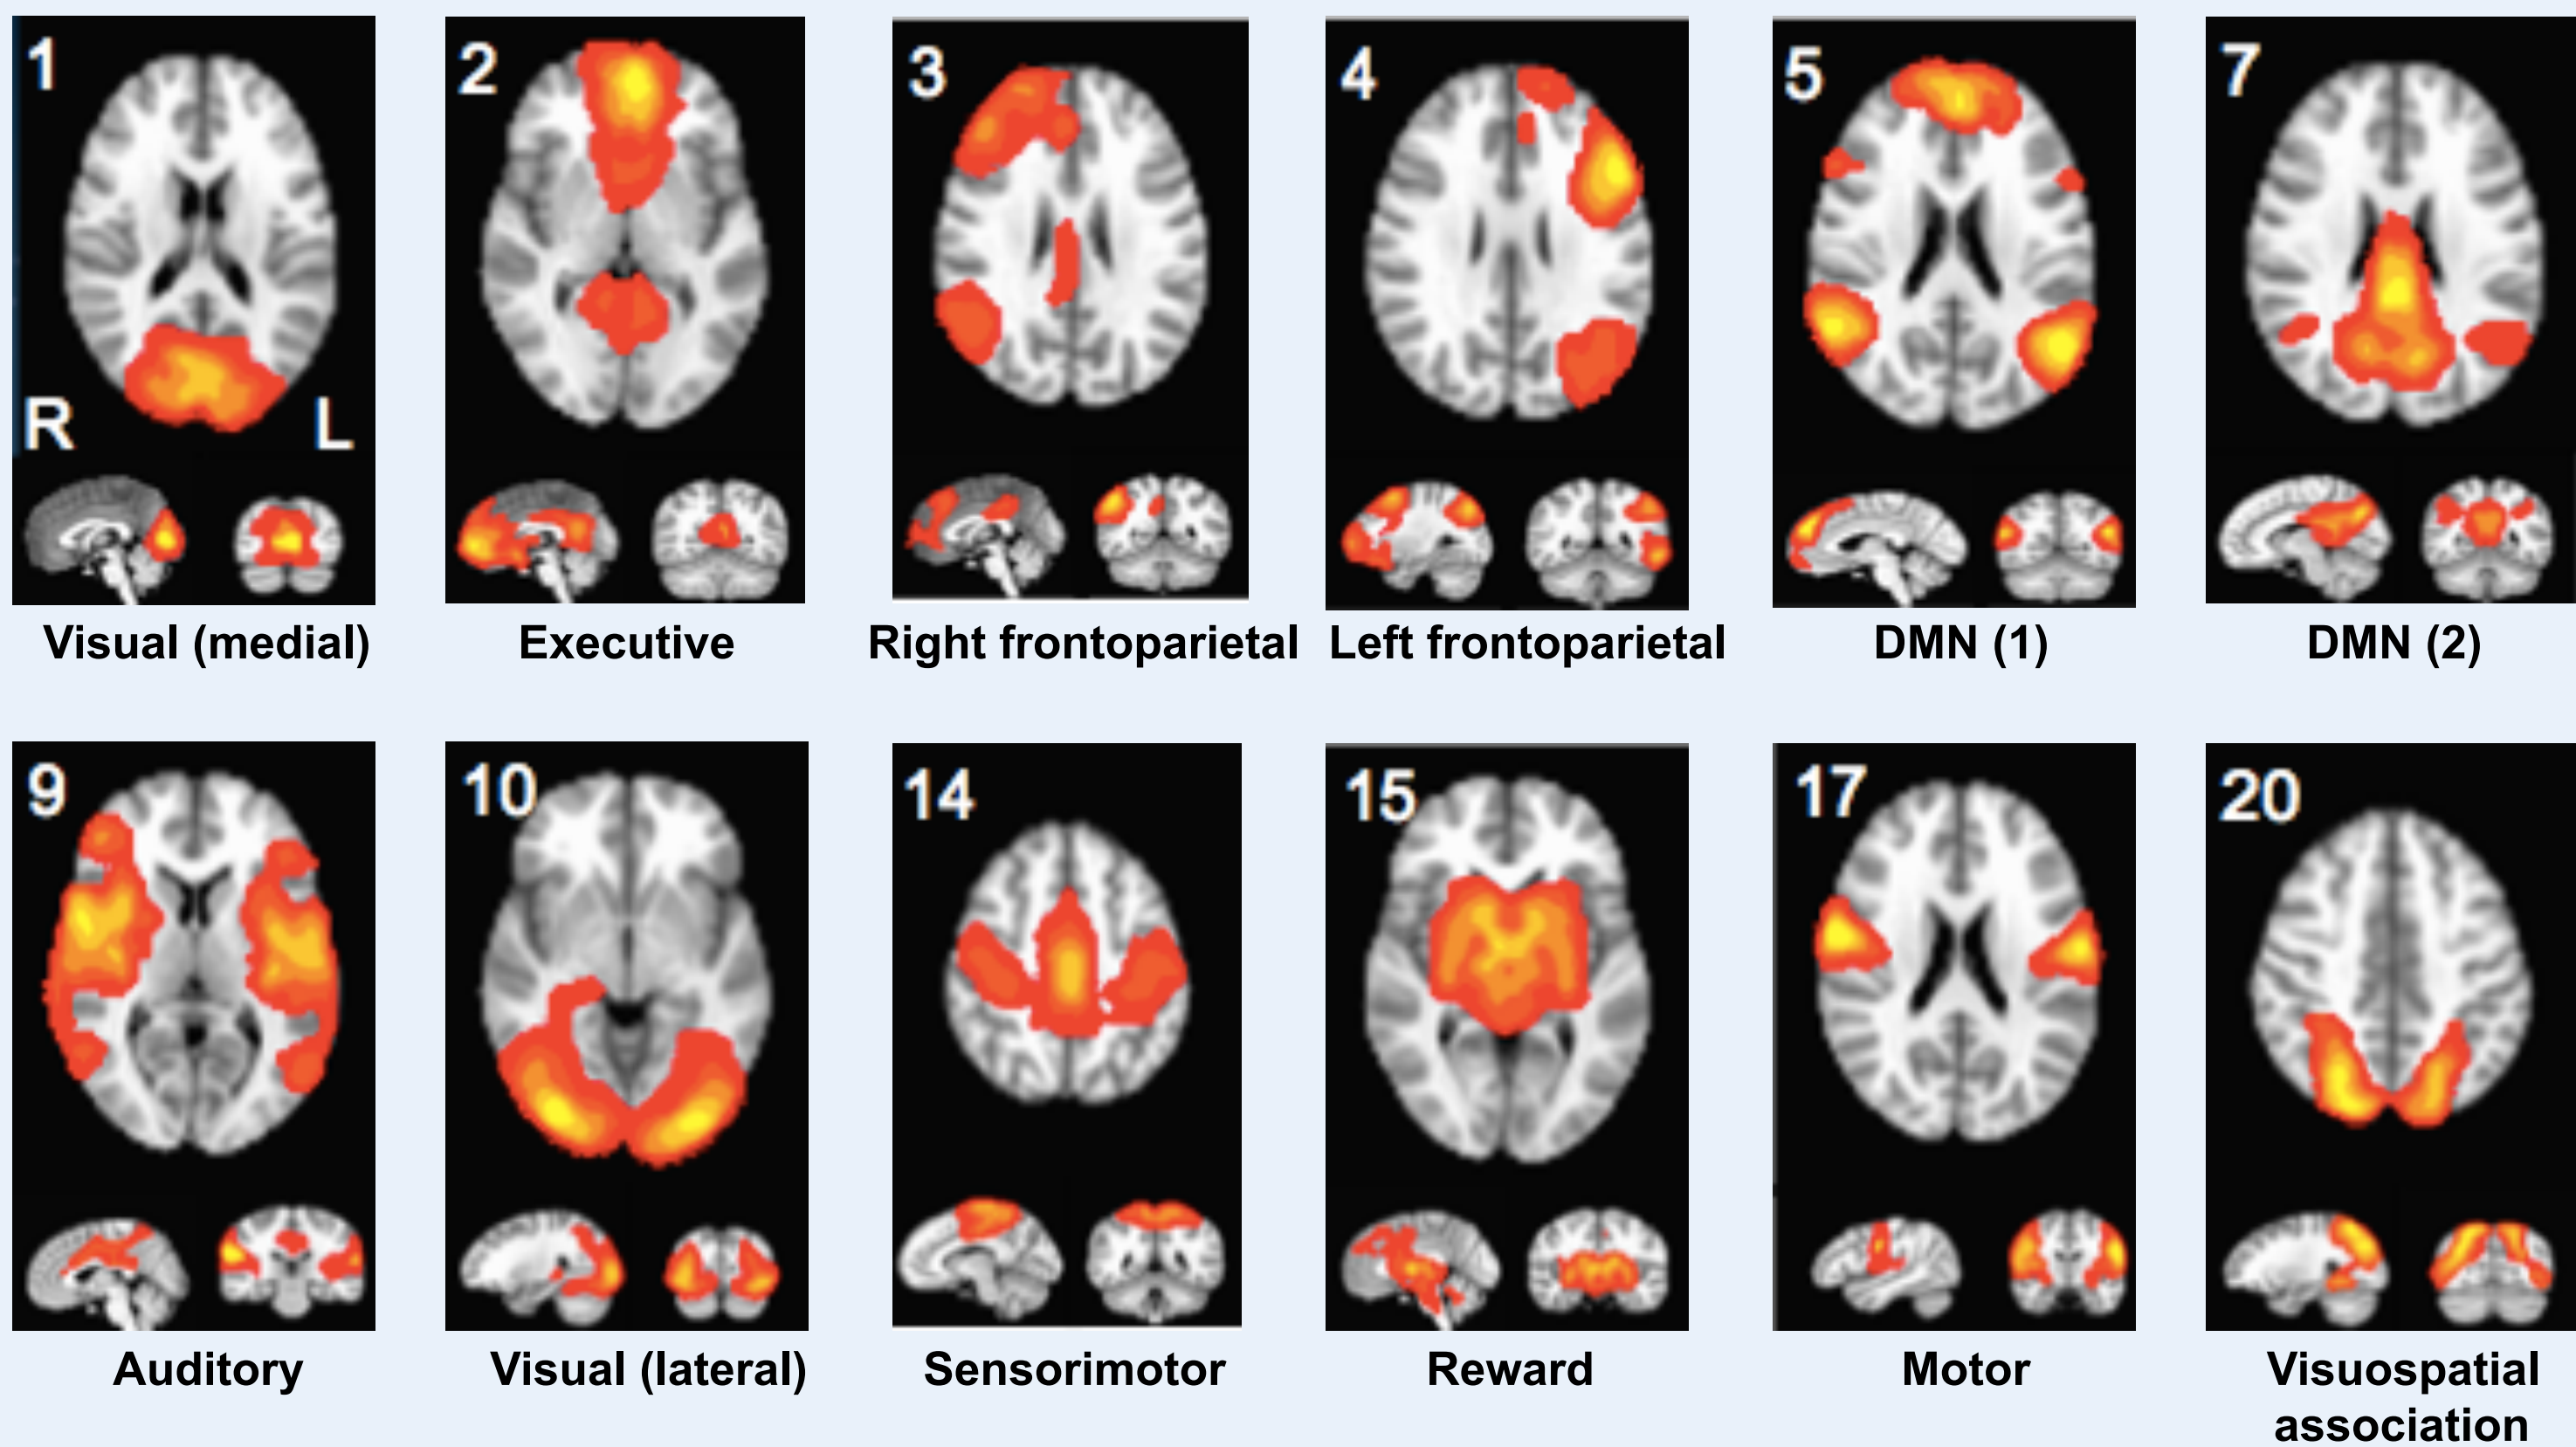 1
2
3
4
5
7
R
L
Visual (medial)
Executive
Right frontoparietal
Left frontoparietal
DMN (1)
DMN (2)
9
10
14
15
17
20
Auditory
Visual (lateral)
Sensorimotor
Reward
Motor
Visuospatial
association